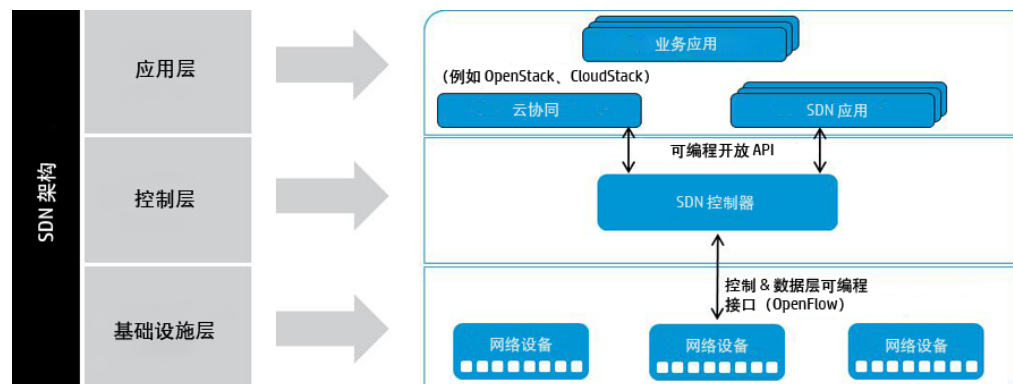 SDN 架构
应用层
业务应用
（例如 OpenStack、CloudStack）
云协同
SDN 应用
可编程开放 API
控制层
SDN 控制器
控制 & 数据层可编程
接口（OpenFlow）
基础设施层
网络设备
网络设备
网络设备